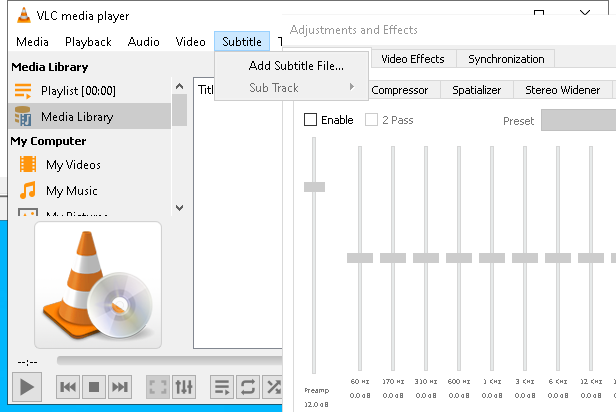 VLC media player
Media Playback Audio Video Subtitle T
Adjustments and Effects
Add Subtitle File...
Sub Track
Video Effects Synchronization
Compressor Spatializer Stereo Widener
Enable 2 Pass Preset
Media Library
Playlist [00:00]
Media Library
My Computer
My Videos
My Music
My Pictures
Titl
--:--
60 Hz 170 Hz 310 Hz 600 Hz 1 KHz 3 KHz 6 KHz 12 KHz
Preamp 0.0 dB 0.0 dB 0.0 dB 0.0 dB 0.0 dB 0.0 dB 0.0 dB 0.0 dB
12.0 dB